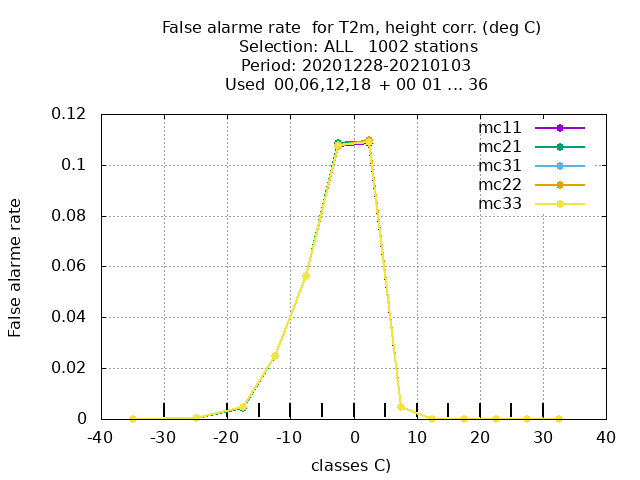 False alarme rate  for T2m, height corr. (deg C)
Selection: ALL   1002 stations
Period: 20201228-20210103
Used  00,06,12,18  + 00 01 ... 36
0.12
0.1
0.08
0.06
0.04
0.02
0
False alarme rate
mc11
mc21
mc31
mc22
mc33
-40 -30 -20 -10 0 10 20 30 40
classes C)